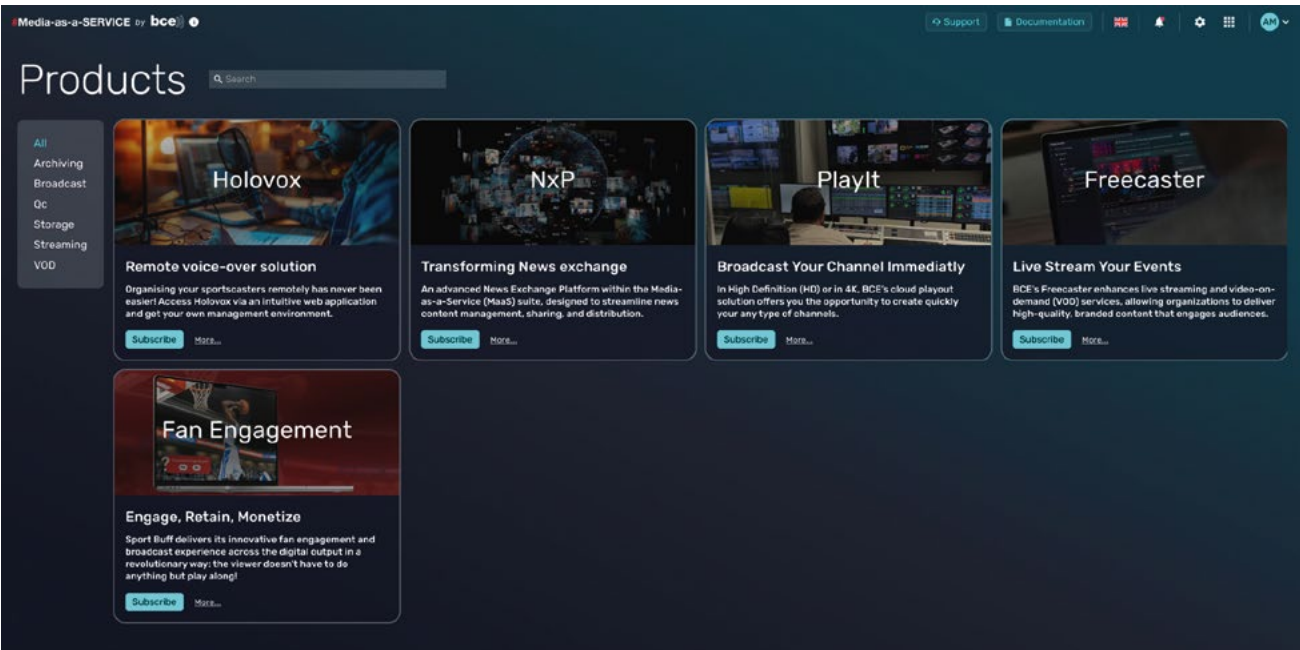 #Media-as-a-SERVICE BY bce
Support
Documentation
AM
Products
Search
All
Archiving
Broadcast
Qc
Storage
Streaming
VOD
Holovox
Remote voice-over solution
Organising your sportscasters remotely has never been
easier! Access Holovox via an intuitive web application
and get your own management environment.
Subscribe More...
NxP
Transforming News exchange
An advanced News Exchange Platform within the Media-
as-a-Service (MaaS) suite, designed to streamline news
content management, sharing, and distribution.
Subscribe More...
PlayIt
Broadcast Your Channel Immediatly
In High Definition (HD) or in 4K, BCE's cloud playout
solution offers you the opportunity to create quickly
your any type of channels.
Subscribe More...
Freecaster
Live Stream Your Events
BCE's Freecaster enhances live streaming and video-on-
demand (VOD) services, allowing organizations to deliver
high-quality, branded content that engages audiences.
Subscribe More...
Fan Engagement
Engage, Retain, Monetize
Sport Buff delivers its innovative fan engagement and
broadcast experience across the digital output in a
revolutionary way: the viewer doesn't have to do
anything but play along!
Subscribe More...